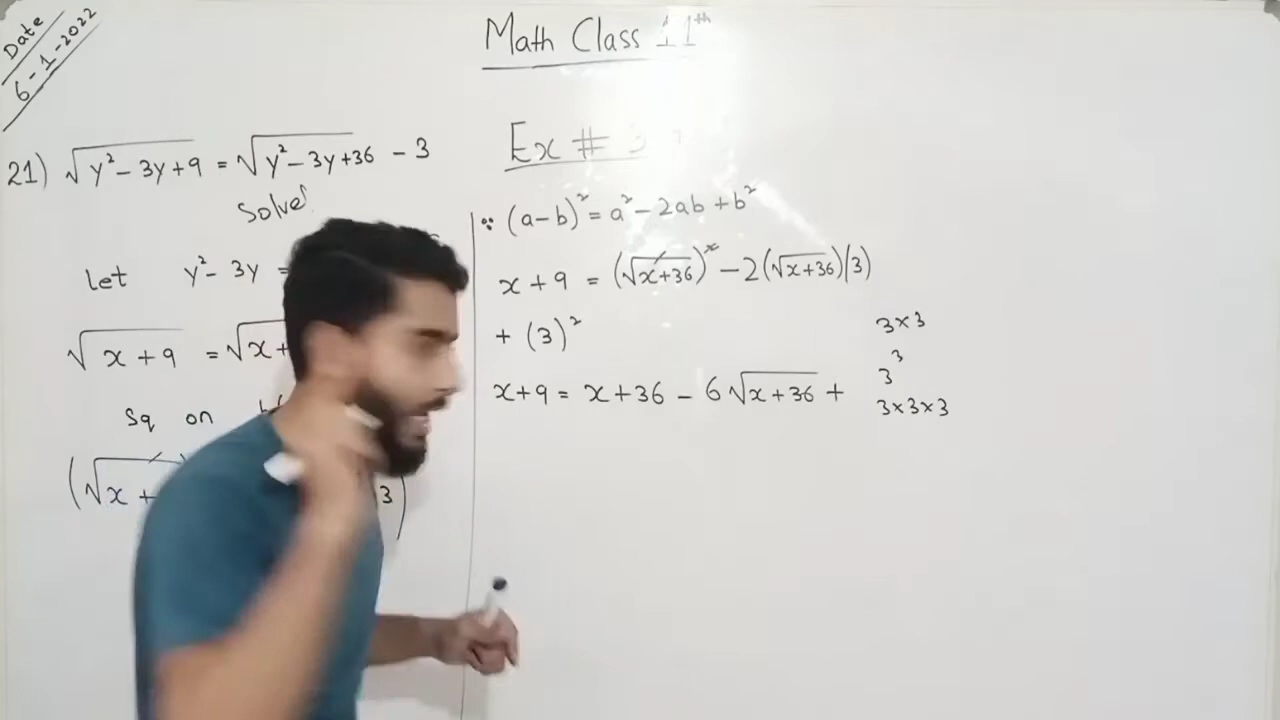 Date
6-1-2022
Math Class 11th
Ex # 3
21) √y² - 3y + 9 = √y² - 3y + 36 - 3
Solve
let y² - 3y =
√x + 9 = √x +
Sq on
(√x +
3)
∵ (a - b)² = a² - 2ab + b²
x + 9 = (√x+36)² - 2(√x+36)(3)
+ (3)²
x + 9 = x + 36 - 6√x+36 +
3×3
3³
3×3×3